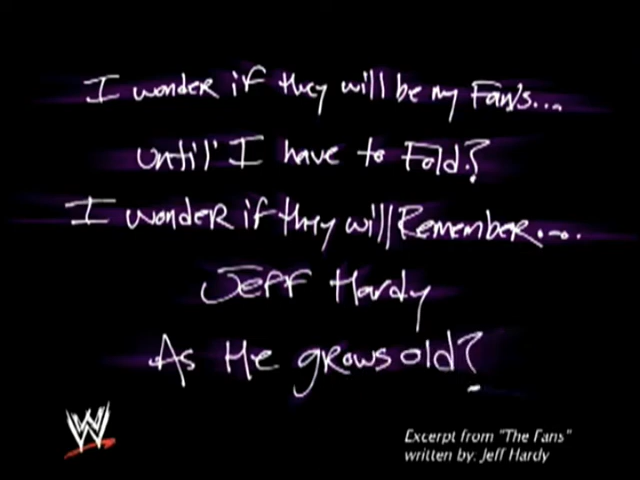 I wonder if they will be my Fan's...
until I have to Fold?
I wonder if they will Remember....
Jeff Hardy
As He grows old?
W
Excerpt from "The Fans"
written by: Jeff Hardy